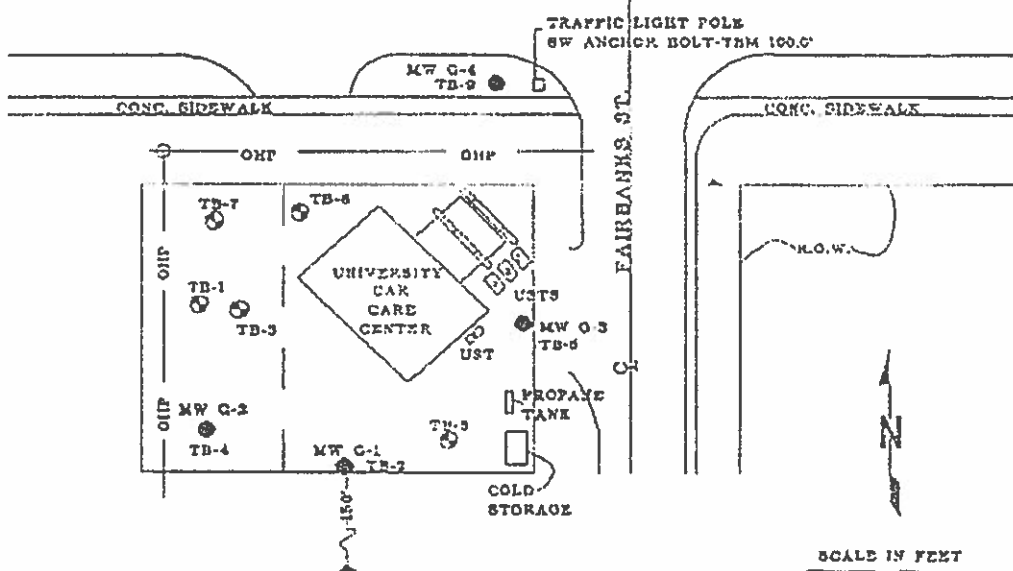 TRAFFIC LIGHT POLE
SW ANCHOR BOLT-TBM 100.0'
MW G-4
TB-9
CONC. SIDEWALK
CONC. SIDEWALK
OHP
OHP
FAIRBANKS ST.
TB-7
TB-6
R.O.W.
OHP
UNIVERSITY
CAR
CARE
CENTER
USTS
TB-1
TB-3
MW G-3
TB-5
UST
CL
PROPANE
TANK
OHP
MW G-2
TB-4
MW G-1
TB-2
N
COLD
STORAGE
~150'
SCALE IN FEET